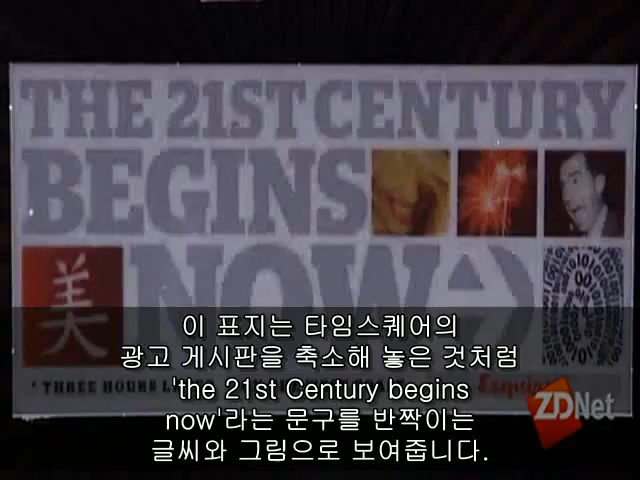 THE 21ST CENTURY
BEGINS
美 NOW
* THREE HOURS
Esquire
ZDNet
이 표지는 타임스퀘어의
광고 게시판을 축소해 놓은 것처럼
'the 21st Century begins
now'라는 문구를 반짝이는
글씨와 그림으로 보여줍니다.